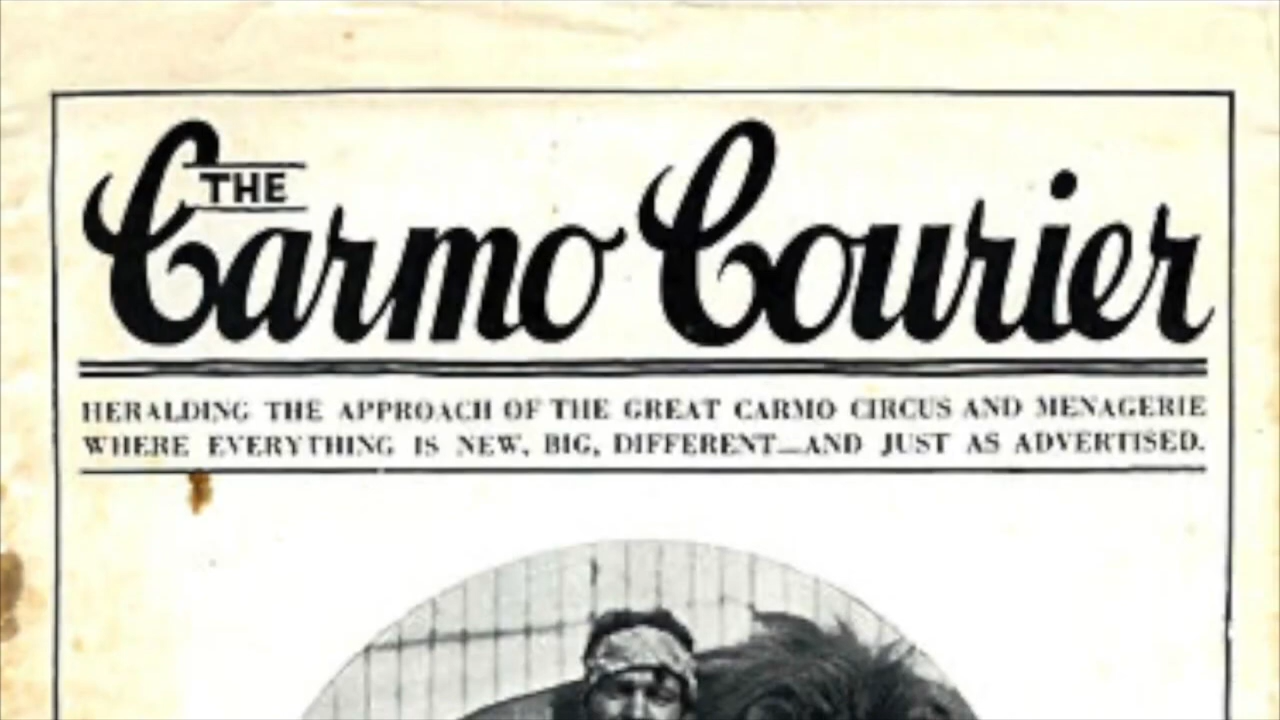 THE
Carmo Courier
HERALDING THE APPROACH OF THE GREAT CARMO CIRCUS AND MENAGERIE
WHERE EVERYTHING IS NEW, BIG, DIFFERENT—AND JUST AS ADVERTISED.